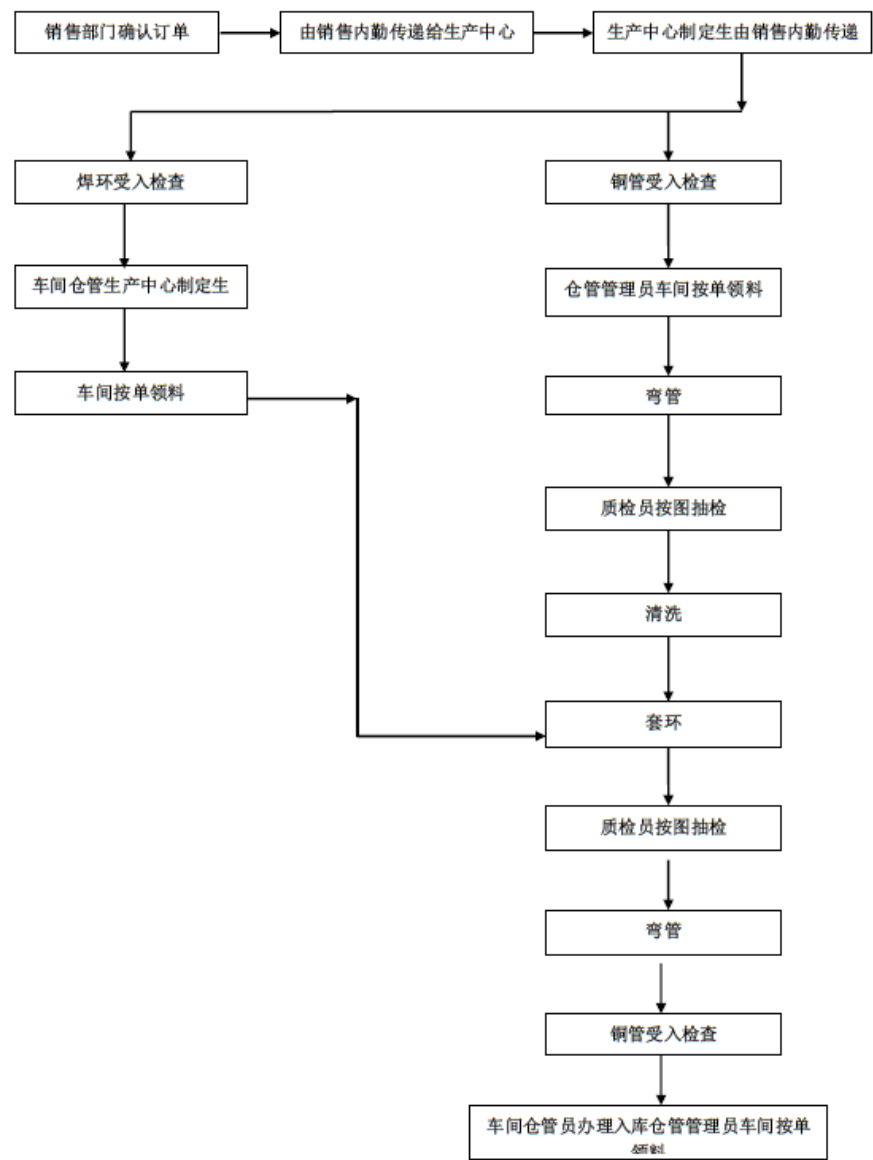 销售部门确认订单
由销售内勤传递给生产中心
生产中心制定生由销售内勤传递
焊环受入检查
铜管受入检查
车间仓管生产中心制定生
仓管管理员车间按单领料
车间按单领料
弯管
质检员按图抽检
清洗
套环
质检员按图抽检
弯管
铜管受入检查
车间仓管员办理入库仓管管理员车间按单
领料